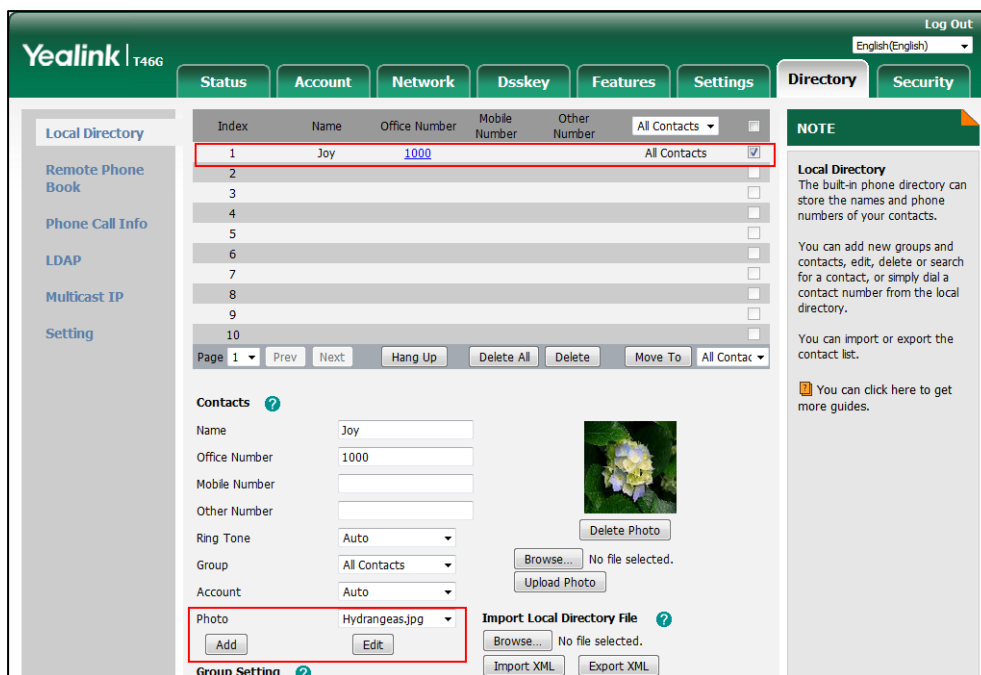 Log Out
Yealink | T46G
English(English)
Status Account Network Dsskey Features Settings Directory Security
Local Directory
Remote Phone
Book
Phone Call Info
LDAP
Multicast IP
Setting
Index Name Office Number Mobile Number Other Number All Contacts
1 Joy 1000 All Contacts
2
3
4
5
6
7
8
9
10
Page 1 Prev Next Hang Up Delete All Delete Move To All Contac
Contacts ?
Name Joy
Office Number 1000
Mobile Number
Other Number
Ring Tone Auto
Group All Contacts
Account Auto
Photo Hydrangeas.jpg
Add Edit
Group Setting ?
Delete Photo
Browse... No file selected.
Upload Photo
Import Local Directory File ?
Browse... No file selected.
Import XML Export XML
NOTE
Local Directory
The built-in phone directory can
store the names and phone
numbers of your contacts.
You can add new groups and
contacts, edit, delete or search
for a contact, or simply dial a
contact number from the local
directory.
You can import or export the
contact list.
? You can click here to get
more guides.